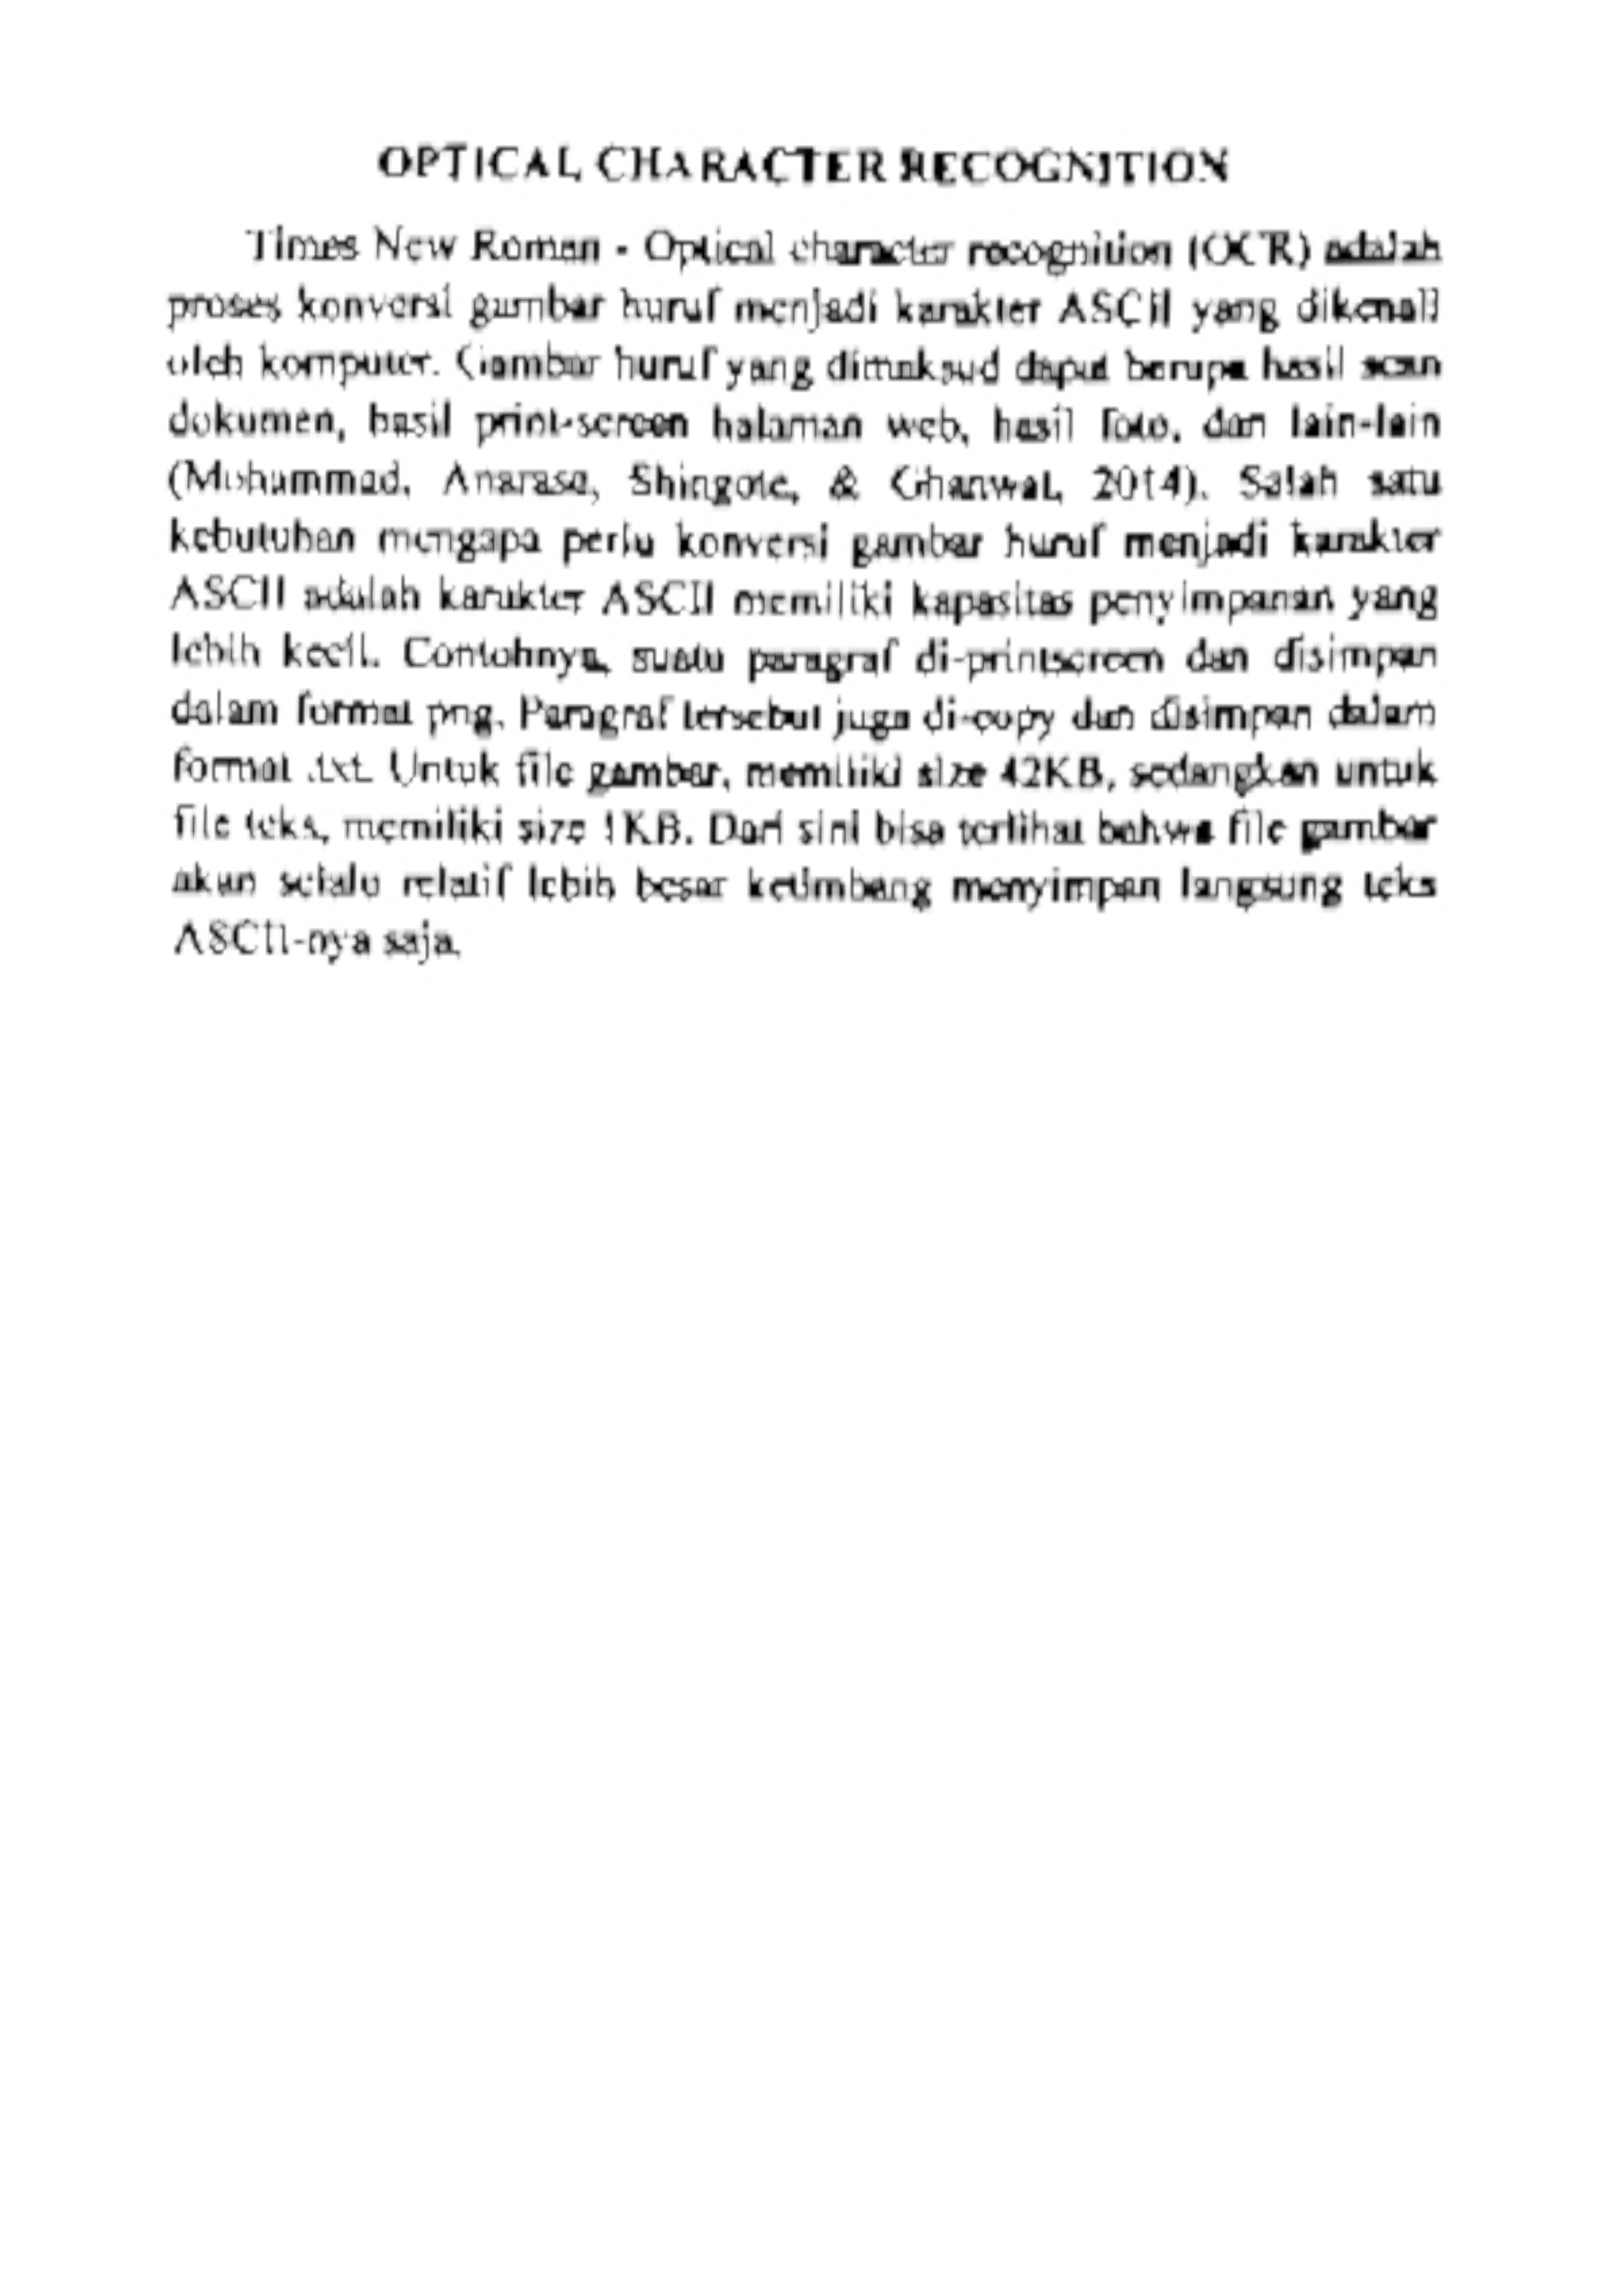 OPTICAL CHARACTER RECOGNITION
Times New Roman - Optical character recognition (OCR) adalah
proses konversi gambar huruf menjadi karakter ASCII yang dikenali
oleh komputer. Gambar huruf yang dimaksud dapat berupa hasil scan
dokumen, hasil print-screen halaman web, hasil foto, dan lain-lain
(Mohammad, Anarase, Shingote, & Ghanwat, 2014). Salah satu
kebutuhan mengapa perlu konversi gambar huruf menjadi karakter
ASCII adalah karakter ASCII memiliki kapasitas penyimpanan yang
lebih kecil. Contohnya, suatu paragraf di-printscreen dan disimpan
dalam format png. Paragraf tersebut juga di-copy dan disimpan dalam
format .txt. Untuk file gambar, memiliki size 42KB, sedangkan untuk
file teks, memiliki size 1KB. Dari sini bisa terlihat bahwa file gambar
akan selalu relatif lebih besar ketimbang menyimpan langsung teks
ASCII-nya saja.